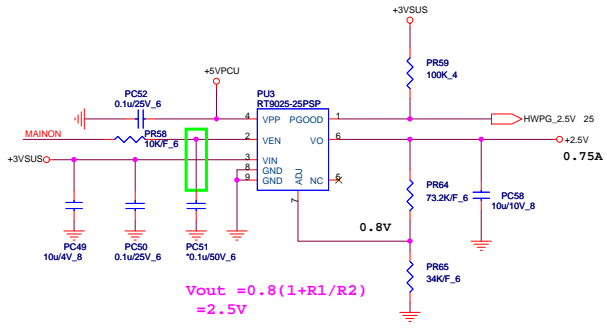 +3VSUS
+5VPCU
PR59
100K_4
PC52
0.1u/25V_6
PU3
RT9025-25PSP
4 VPP PGOOD 1
HWPG_2.5V 25
MAINON
PR58
10K/F_6
2 VEN VO 6
+2.5V
0.75A
+3VSUS
3 VIN
8 GND
9 GND
ADJ
NC 5
7
PR64
73.2K/F_6
PC58
10u/10V_8
0.8V
PC49
10u/4V_8
PC50
0.1u/25V_6
PC51
*0.1u/50V_6
PR65
34K/F_6
Vout =0.8(1+R1/R2)
=2.5V